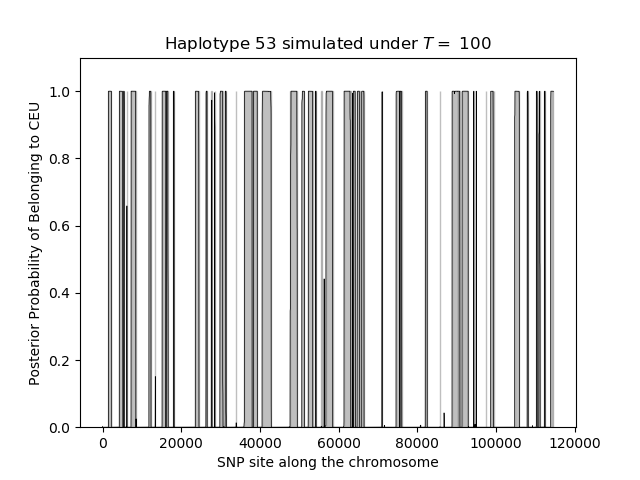 Haplotype 53 simulated under T = 100
Posterior Probability of Belonging to CEU
1.0
0.8
0.6
0.4
0.2
0.0
0 20000 40000 60000 80000 100000 120000
SNP site along the chromosome